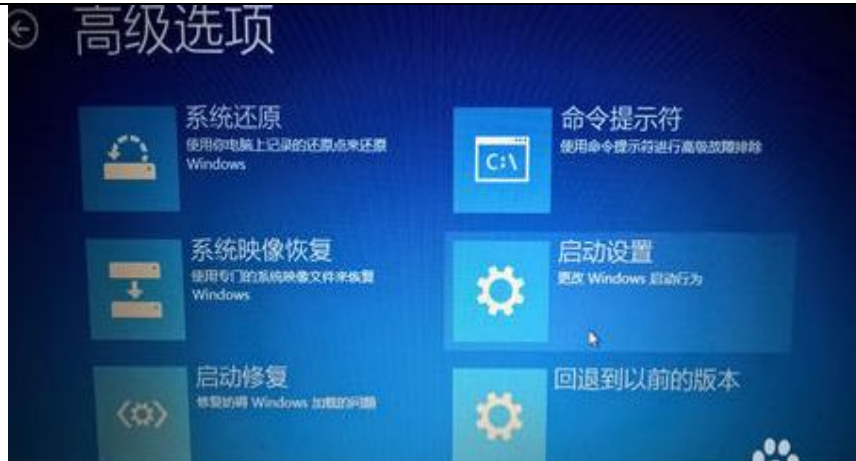 高级选项
系统还原
使用你电脑上记录的还原点来还原
Windows
命令提示符
使用命令提示符进行高级故障排除
C:\
系统映像恢复
使用专门的系统映像文件来恢复
Windows
启动设置
更改 Windows 启动行为
启动修复
修复妨碍 Windows 加载的问题
回退到以前的版本